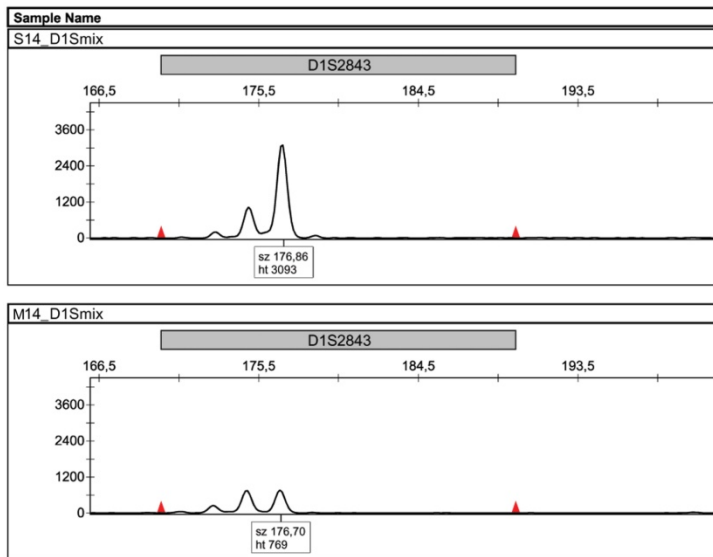 Sample Name
S14_D1Smix
D1S2843
166,5 175,5 184,5 193,5
3600
2400
1200
0
sz 176,86
ht 3093
M14_D1Smix
D1S2843
166,5 175,5 184,5 193,5
3600
2400
1200
0
sz 176,70
ht 769